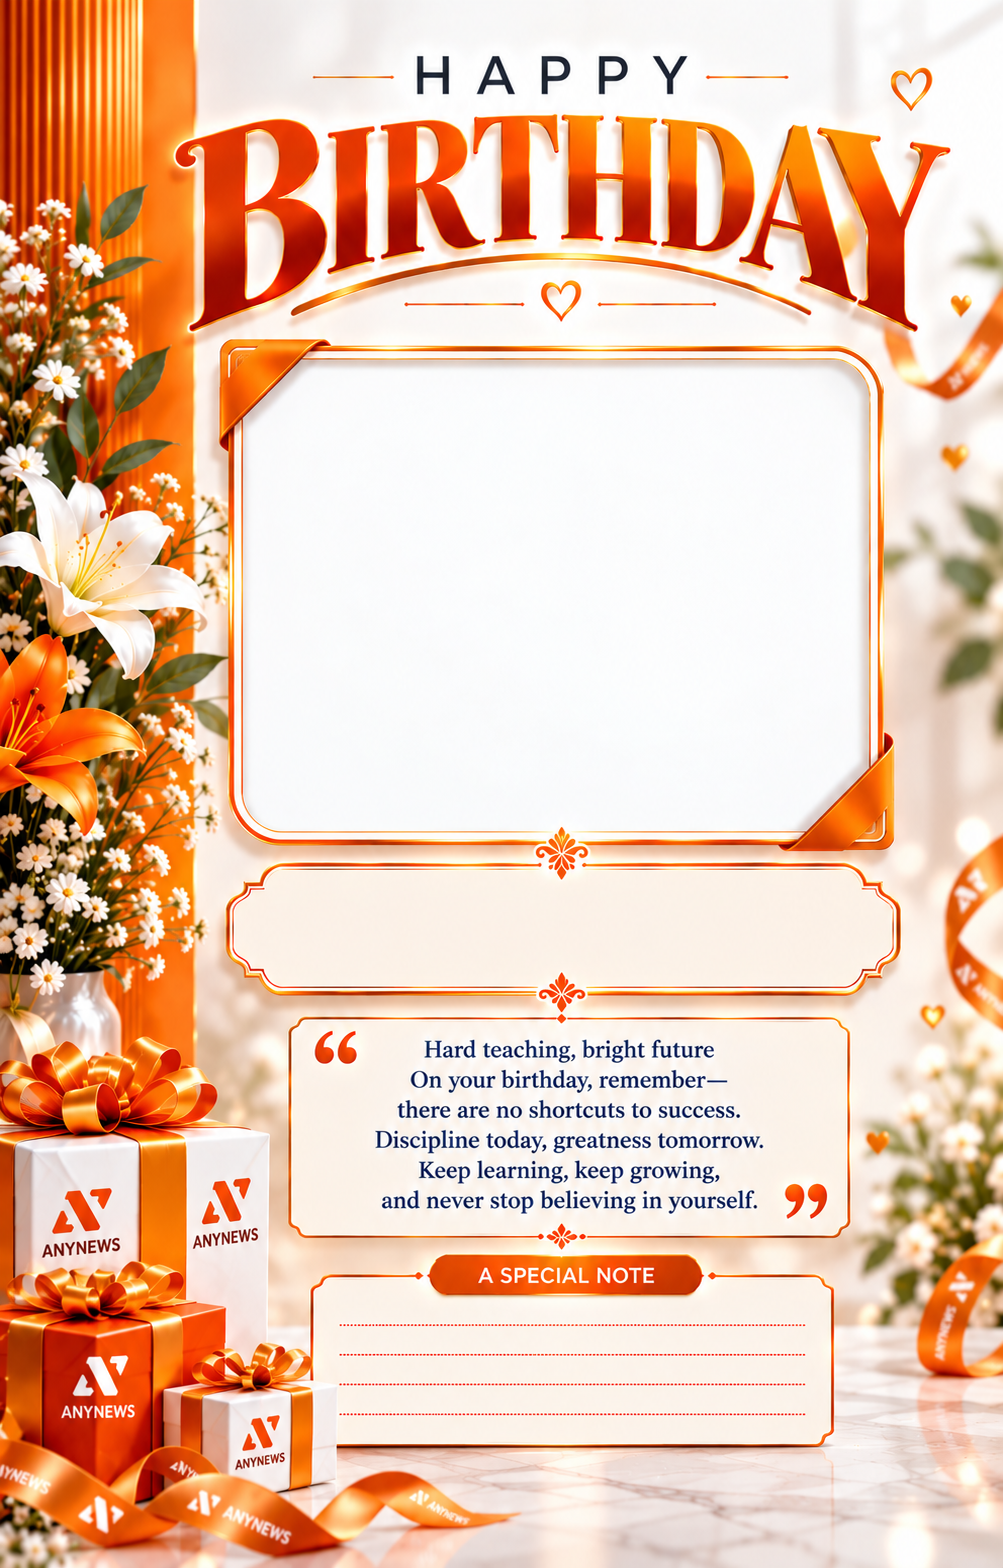 HAPPY
BIRTHDAY
“
Hard teaching, bright future
On your birthday, remember—
there are no shortcuts to success.
Discipline today, greatness tomorrow.
Keep learning, keep growing,
and never stop believing in yourself.
”
A SPECIAL NOTE
ANYNEWS
ANYNEWS
ANYNEWS
ANYNEWS
ANYNEWS
ANYNEWS